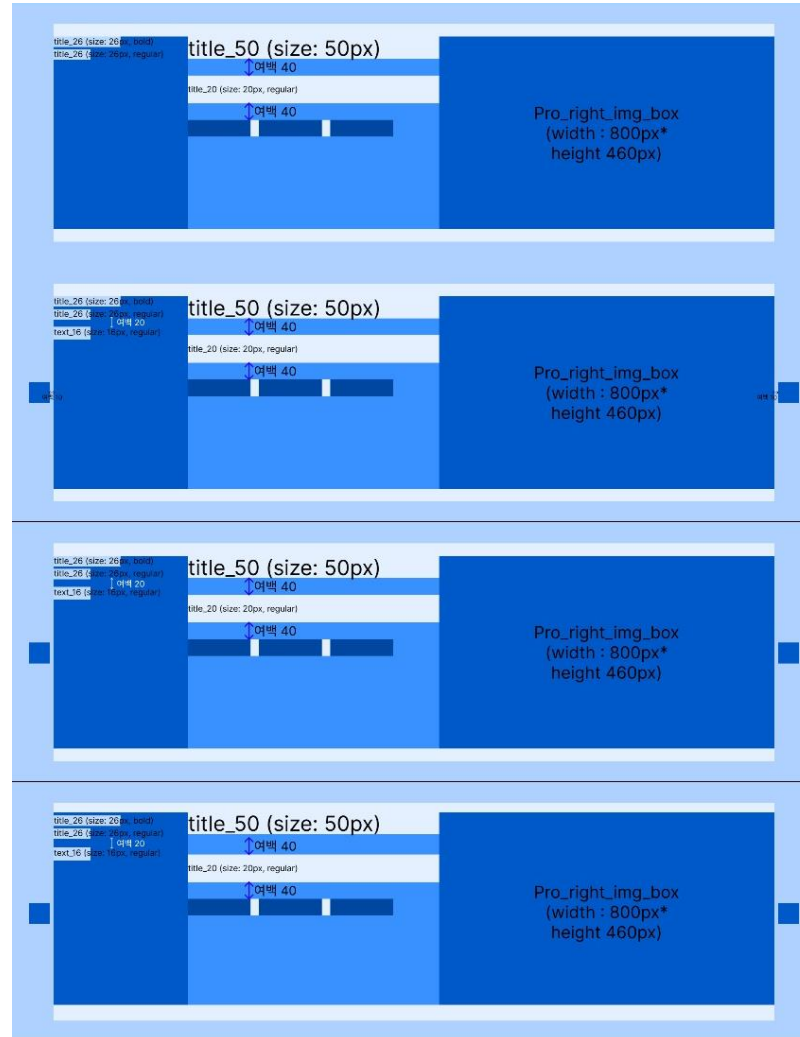 title_26 (size: 26px, bold)
title_26 (size: 26px, regular)
title_50 (size: 50px)
여백 40
title_20 (size: 20px, regular)
여백 40
Pro_right_img_box
(width : 800px*
height 460px)
title_26 (size: 26px, bold)
title_26 (size: 26px, regular)
여백 20
text_16 (size: 16px, regular)
title_50 (size: 50px)
여백 40
title_20 (size: 20px, regular)
여백 40
Pro_right_img_box
(width : 800px*
height 460px)
title_26 (size: 26px, bold)
title_26 (size: 26px, regular)
여백 20
text_16 (size: 16px, regular)
title_50 (size: 50px)
여백 40
title_20 (size: 20px, regular)
여백 40
Pro_right_img_box
(width : 800px*
height 460px)
title_26 (size: 26px, bold)
title_26 (size: 26px, regular)
여백 20
text_16 (size: 16px, regular)
title_50 (size: 50px)
여백 40
title_20 (size: 20px, regular)
여백 40
Pro_right_img_box
(width : 800px*
height 460px)